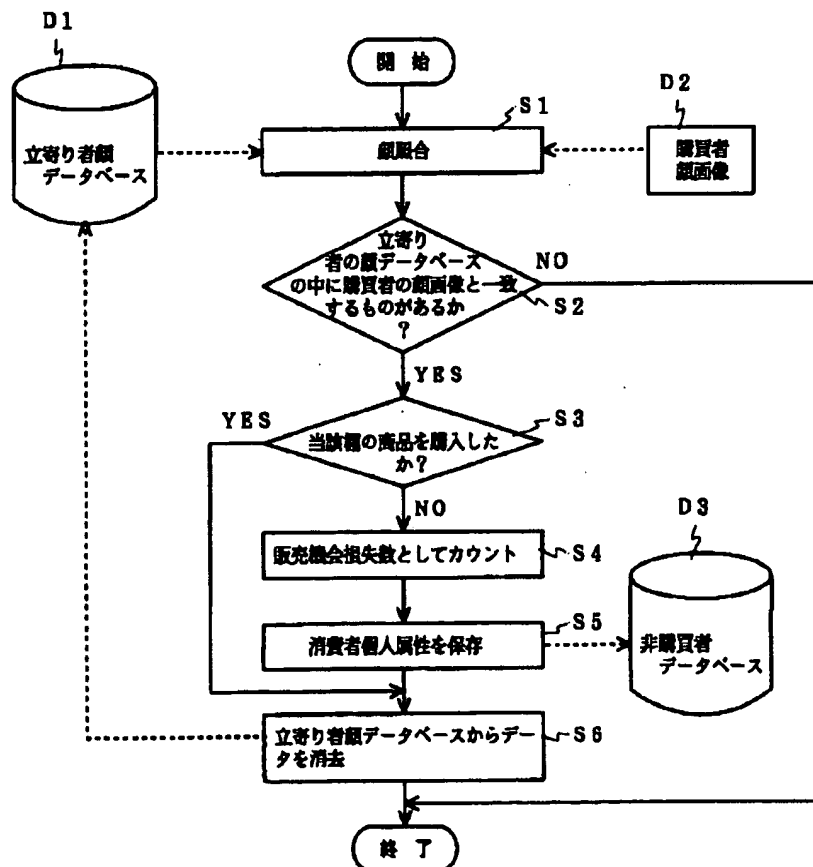 D1
開始
S1
D2
立寄り者顔
データベース
顔照合
購買者
顔画像
立寄り
者の顔データベース
の中に購買者の顔画像と一致
するものがあるか
?
NO
S2
YES
YES
S3
当該棚の商品を購入した
か?
NO
D3
販売機会損失数としてカウント
S4
消費者個人属性を保存
S5
非購買者
データベース
立寄り者顔データベースからデー
タを消去
S6
終了